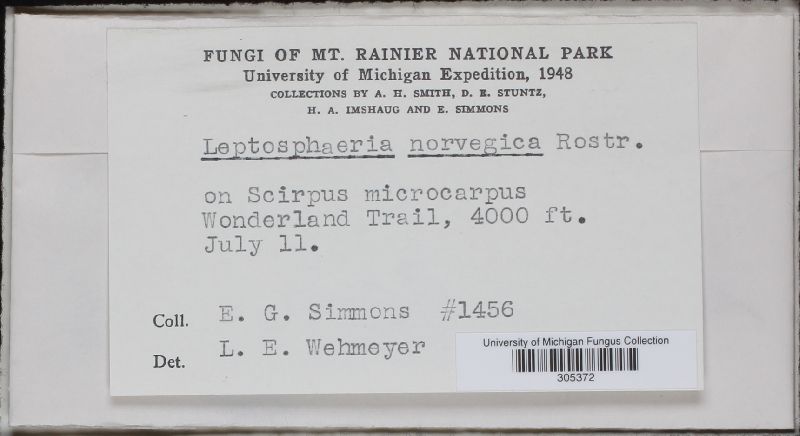 FUNGI OF MT. RAINIER NATIONAL PARK
University of Michigan Expedition, 1948
COLLECTIONS BY A. H. SMITH, D. E. STUNTZ,
H. A. IMSHAUG AND E. SIMMONS
Leptosphaeria norvegica Rostr.
on Scirpus microcarpus
Wonderland Trail, 4000 ft.
July 11.
Coll. E. G. Simmons #1456
Det. L. E. Wehmeyer
University of Michigan Fungus Collection
305372